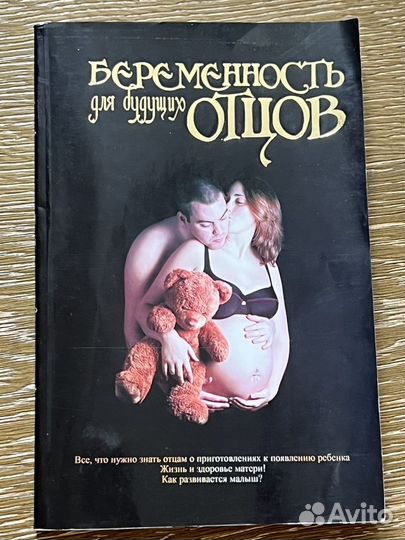 БЕРЕМЕННОСТЬ
для будущих
ОТЦОВ
Все, что нужно знать отцам о приготовлениях к появлению ребенка
Жизнь и здоровье матери!
Как развивается малыш?
Avito